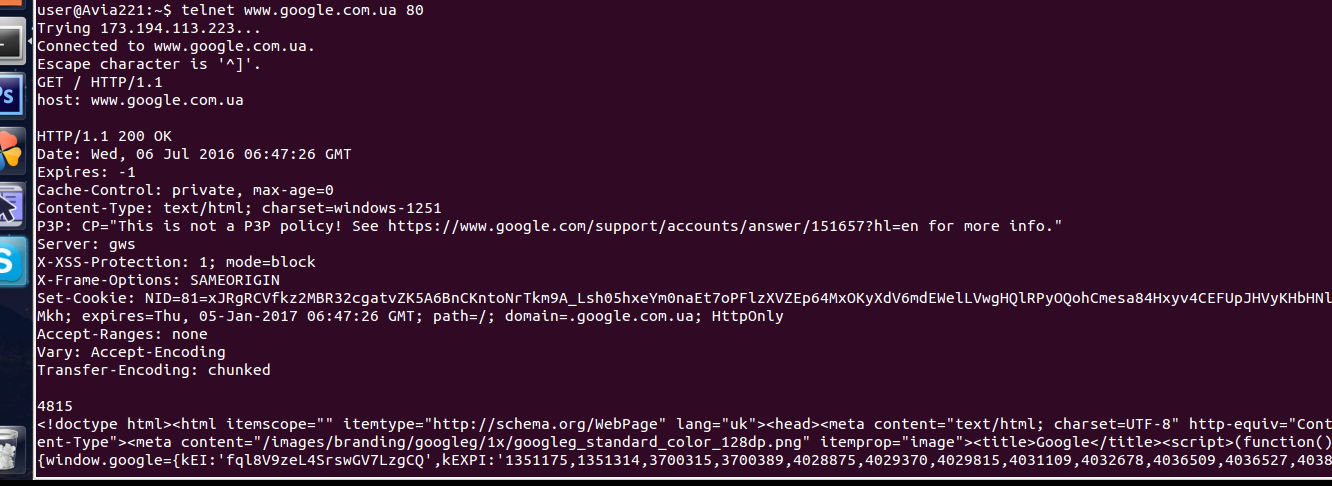 user@Avia221:~$ telnet www.google.com.ua 80
Trying 173.194.113.223...
Connected to www.google.com.ua.
Escape character is '^]'.
GET / HTTP/1.1
host: www.google.com.ua
HTTP/1.1 200 OK
Date: Wed, 06 Jul 2016 06:47:26 GMT
Expires: -1
Cache-Control: private, max-age=0
Content-Type: text/html; charset=windows-1251
P3P: CP="This is not a P3P policy! See https://www.google.com/support/accounts/answer/151657?hl=en for more info."
Server: gws
X-XSS-Protection: 1; mode=block
X-Frame-Options: SAMEORIGIN
Set-Cookie: NID=81=xJRgRCVfkz2MBR32cgatvZK5A6BnCKntoNrTkm9A_Lsh05hxeYm0naEt7oPFlzXVZEp64MxOKyXdV6mdEWelLVwgHQlRPyOQohCmesa84Hxyv4CEFUpJHVyKHbHNl
Mkh; expires=Thu, 05-Jan-2017 06:47:26 GMT; path=/; domain=.google.com.ua; HttpOnly
Accept-Ranges: none
Vary: Accept-Encoding
Transfer-Encoding: chunked
4815
<!doctype html><html itemscope="" itemtype="http://schema.org/WebPage" lang="uk"><head><meta content="text/html; charset=UTF-8" http-equiv="Cont
ent-Type"><meta content="/images/branding/googleg/1x/googleg_standard_color_128dp.png" itemprop="image"><title>Google</title><script>(function()
{window.google={kEI:'fql8V9zeL4SrswGV7LzgCQ',kEXPI:'1351175,1351314,3700315,3700389,4028875,4029370,4029815,4031109,4032678,4036509,4036527,4038